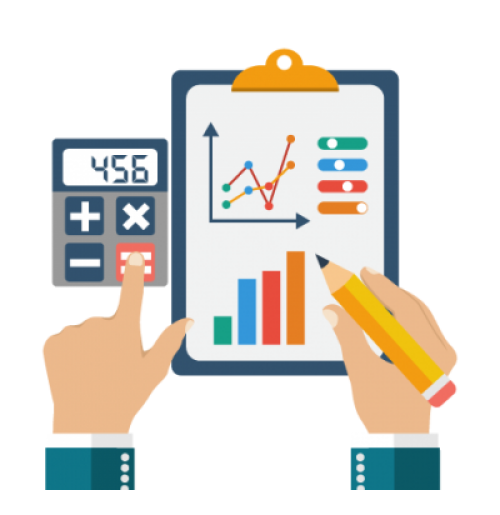 456
+ ×
− =